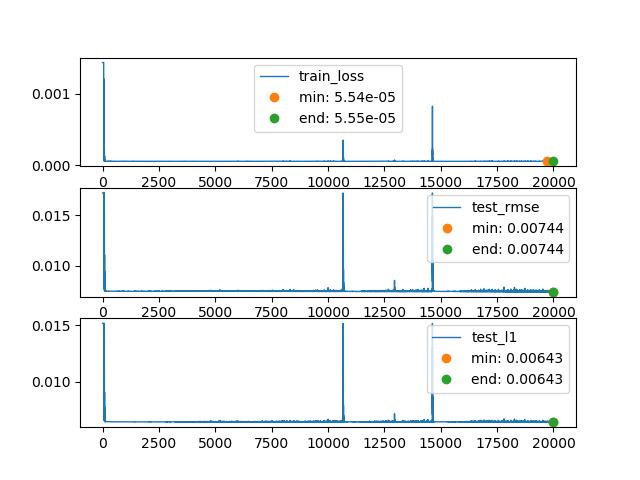 train_loss
min: 5.54e-05
end: 5.55e-05
0.001
0.000
0 2500 5000 7500 10000 12500 15000 17500 20000
test_rmse
min: 0.00744
end: 0.00744
0.015
0.010
0 2500 5000 7500 10000 12500 15000 17500 20000
test_l1
min: 0.00643
end: 0.00643
0.015
0.010
0 2500 5000 7500 10000 12500 15000 17500 20000